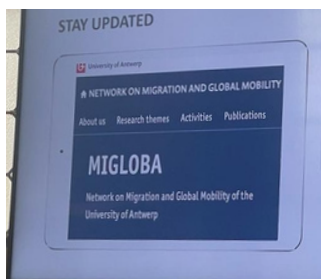 STAY UPDATED
University of Antwerp
NETWORK ON MIGRATION AND GLOBAL MOBILITY
About us Research themes Activities Publications
MIGLOBA
Network on Migration and Global Mobility of the
University of Antwerp